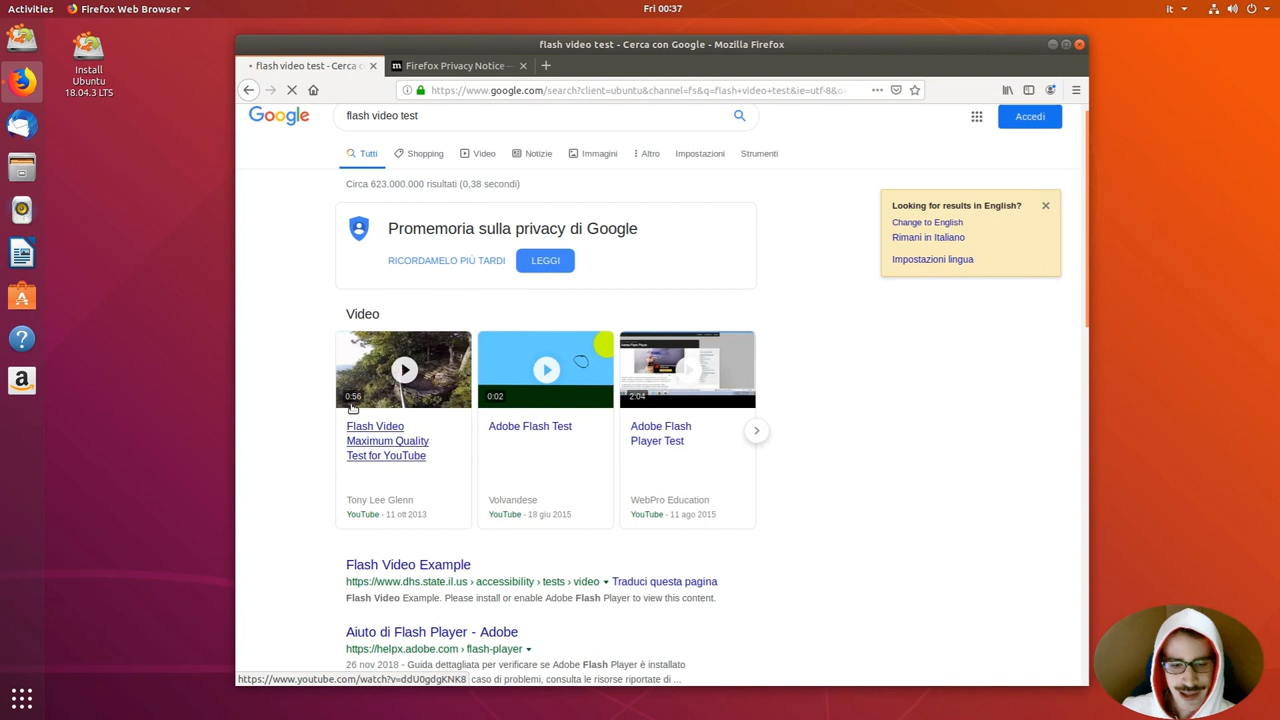 Activities
Firefox Web Browser
Fri 00:37
it
Install
Ubuntu
18.04.3 LTS
flash video test - Cerca con Google - Mozilla Firefox
flash video test - Cerca c
Firefox Privacy Notice —
https://www.google.com/search?client=ubuntu&channel=fs&q=flash+video+test&ie=utf-8&o
Google
flash video test
Accedi
Tutti
Shopping
Video
Notizie
Immagini
Altro
Impostazioni
Strumenti
Circa 623.000.000 risultati (0,38 secondi)
Looking for results in English?
Change to English
Rimani in Italiano
Impostazioni lingua
Promemoria sulla privacy di Google
RICORDAMELO PIÙ TARDI
LEGGI
Video
0:56
0:02
2:04
Flash Video
Maximum Quality
Test for YouTube
Tony Lee Glenn
YouTube - 11 ott 2013
Adobe Flash Test
Volvandese
YouTube - 18 giu 2015
Adobe Flash
Player Test
WebPro Education
YouTube - 11 ago 2015
Flash Video Example
https://www.dhs.state.il.us › accessibility › tests › video Traduci questa pagina
Flash Video Example. Please install or enable Adobe Flash Player to view this content.
Aiuto di Flash Player - Adobe
https://helpx.adobe.com › flash-player
26 nov 2018 - Guida dettagliata per verificare se Adobe Flash Player è installato
https://www.youtube.com/watch?v=ddU0gdgKNK8 caso di problemi, consulta le risorse riportate di ...